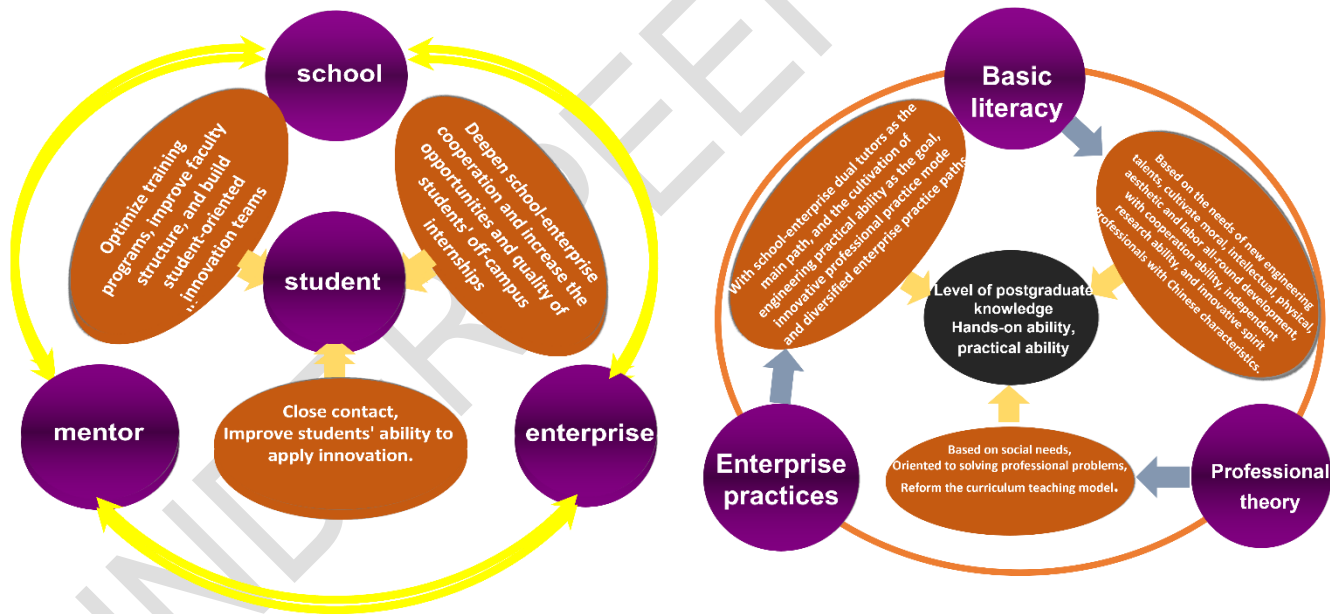 school
Optimize training
programs, improve faculty
structure, and build
student-oriented
innovation teams
Deepen school-enterprise
cooperation and increase the
opportunities and quality of
students' off-campus
internships
student
mentor
Close contact,
Improve students' ability to
apply innovation.
enterprise
Basic
literacy
With school-enterprise dual tutors as the
main path, and the cultivation of
engineering practical ability as the goal,
innovative professional practice mode
and diversified enterprise practice paths
Based on the needs of new engineering
talents, cultivate moral, intellectual, physical,
aesthetic and labor all-round development,
with cooperation ability, independent
research ability, and innovative spirit
Professionals with Chinese characteristics.
Level of postgraduate
knowledge
Hands-on ability,
practical ability
Enterprise
practices
Based on social needs,
Oriented to solving professional problems,
Reform the curriculum teaching model.
Professional
theory